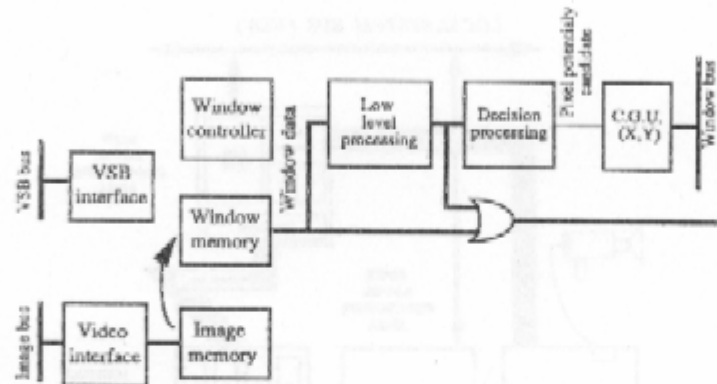 Window
controller
Low
level
processing
Decision
processing
Pixel potentialy
candidate
C.G.U.
(X,Y)
Window bus
VSB bus
VSB
interface
Window data
Window
memory
Image bus
Video
interface
Image
memory